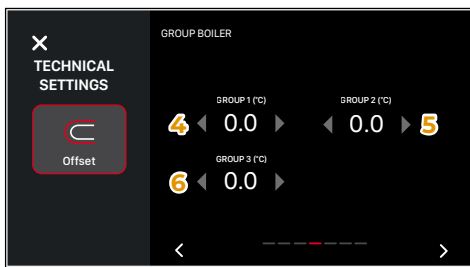 GROUP BOILER
TECHNICAL
SETTINGS
Offset
GROUP 1 (°C)
GROUP 2 (°C)
4 0.0
0.0 5
GROUP 3 (°C)
6 0.0